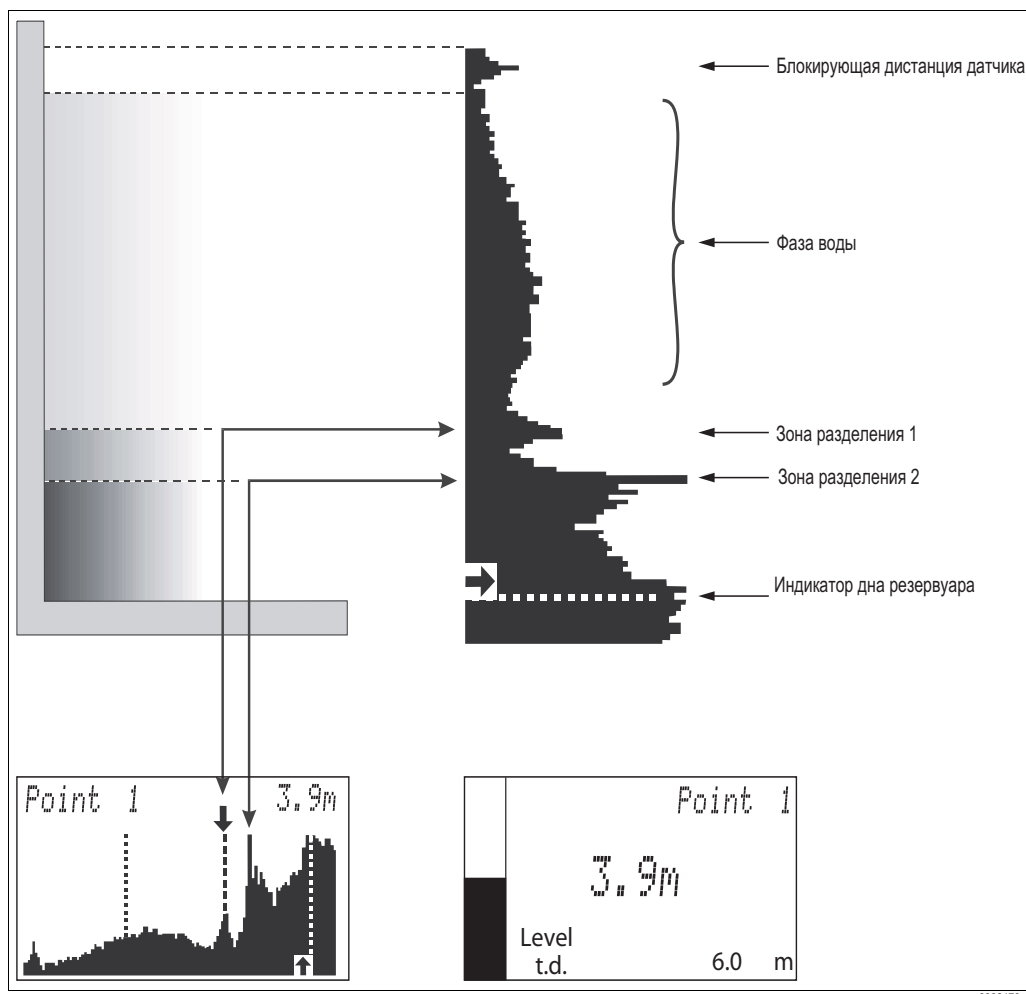 Блокирующая дистанция датчика
Фаза воды
Зона разделения 1
Зона разделения 2
Индикатор дна резервуара
Point 1 3.9m
Point 1
3.9m
Level
t.d. 6.0 m